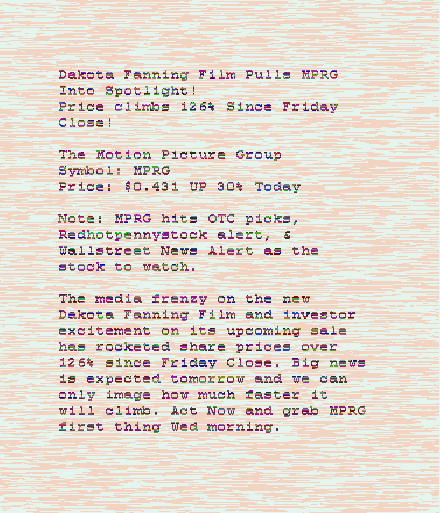 Dakota Fanning Film Pulls MPRG
Into Spotlight!
Price climbs 126% Since Friday
Close!
The Motion Picture Group
Symbol: MPRG
Price: $0.431 UP 30% Today
Note: MPRG hits OTC picks,
Redhotpennystock alert, &
Wallstreet News Alert as the
stock to watch.
The media frenzy on the new
Dakota Fanning Film and investor
excitement on its upcoming sale
has rocketed share prices over
126% since Friday Close. Big news
is expected tomorrow and we can
only image how much faster it
will climb. Act Now and grab MPRG
first thing Wed morning.